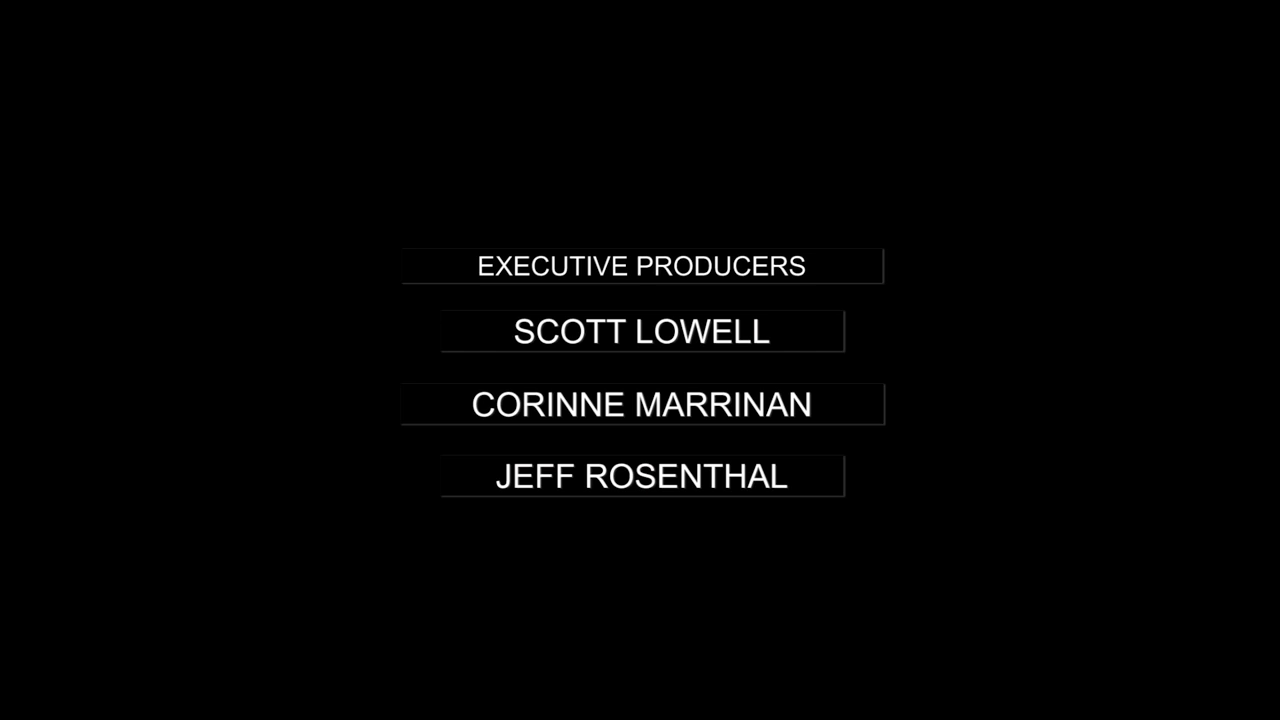 EXECUTIVE PRODUCERS
SCOTT LOWELL
CORINNE MARRINAN
JEFF ROSENTHAL